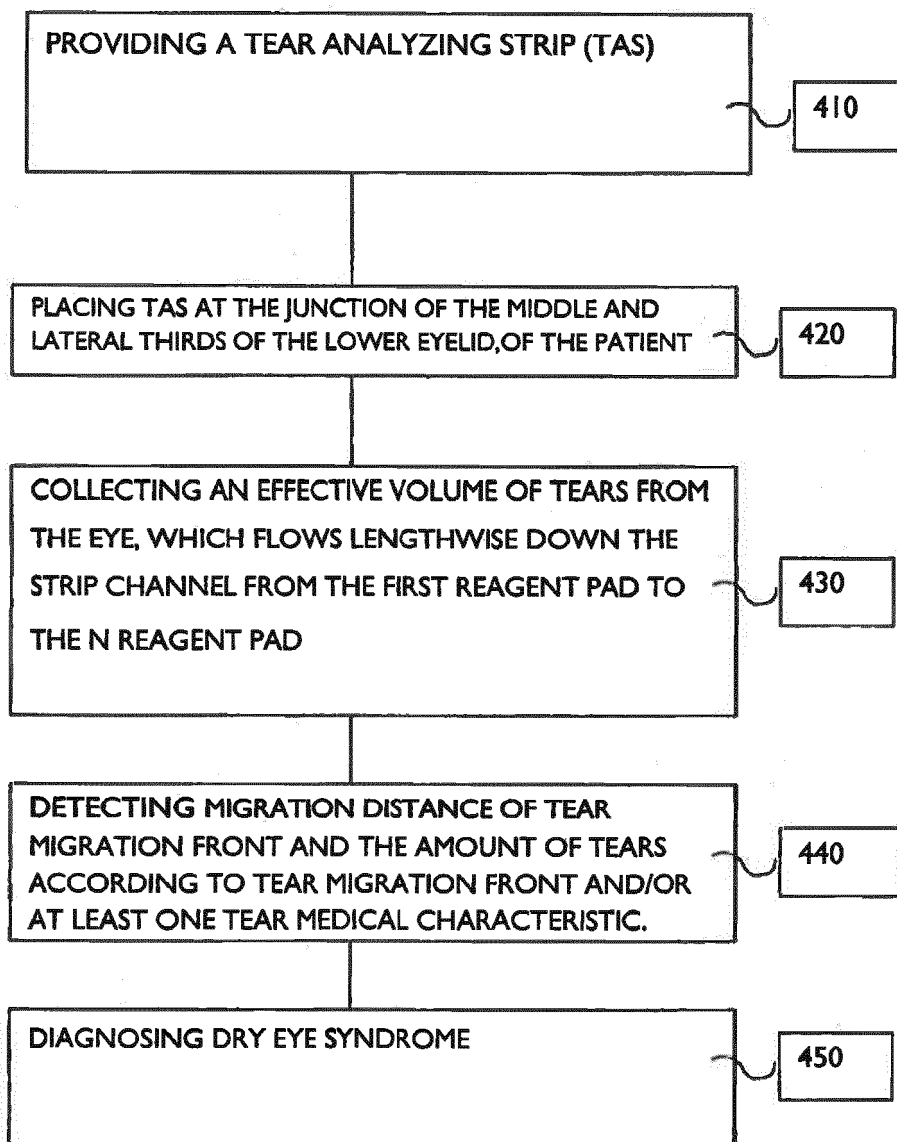 PROVIDING A TEAR ANALYZING STRIP (TAS)
410
PLACING TAS AT THE JUNCTION OF THE MIDDLE AND
LATERAL THIRDS OF THE LOWER EYELID,OF THE PATIENT
420
COLLECTING AN EFFECTIVE VOLUME OF TEARS FROM
THE EYE, WHICH FLOWS LENGTHWISE DOWN THE
STRIP CHANNEL FROM THE FIRST REAGENT PAD TO
THE N REAGENT PAD
430
DETECTING MIGRATION DISTANCE OF TEAR
MIGRATION FRONT AND THE AMOUNT OF TEARS
ACCORDING TO TEAR MIGRATION FRONT AND/OR
AT LEAST ONE TEAR MEDICAL CHARACTERISTIC.
440
DIAGNOSING DRY EYE SYNDROME
450